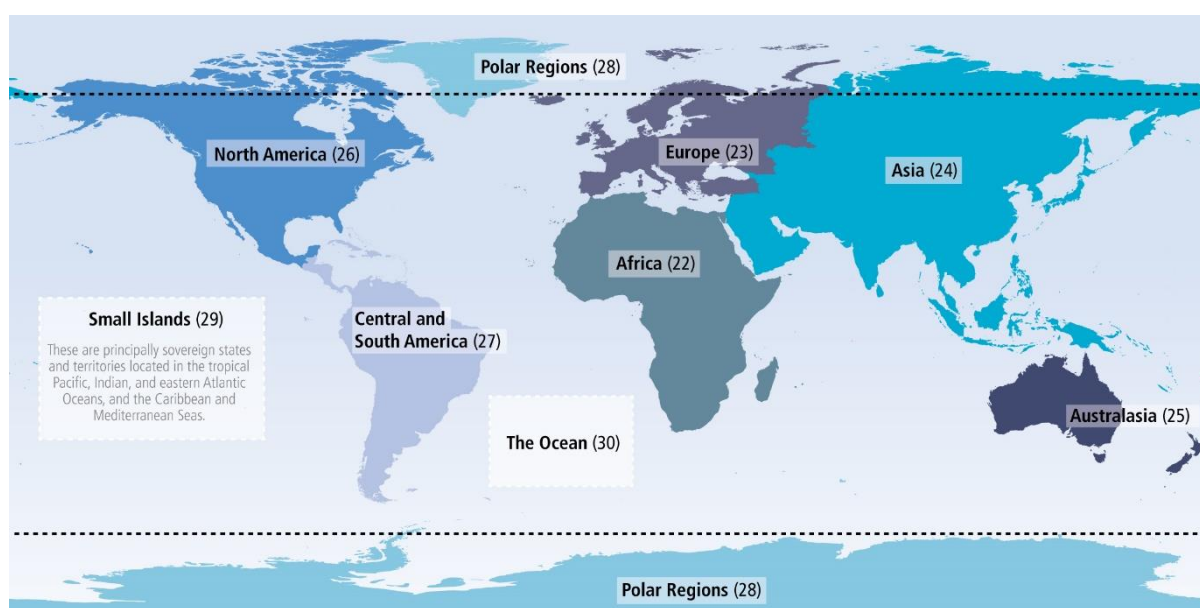 Polar Regions (28)
North America (26)
Europe (23)
Asia (24)
Africa (22)
Small Islands (29)
These are principally sovereign states
and territories located in the tropical
Pacific, Indian, and eastern Atlantic
Oceans, and the Caribbean and
Mediterranean Seas.
Central and
South America (27)
The Ocean (30)
Australasia (25)
Polar Regions (28)